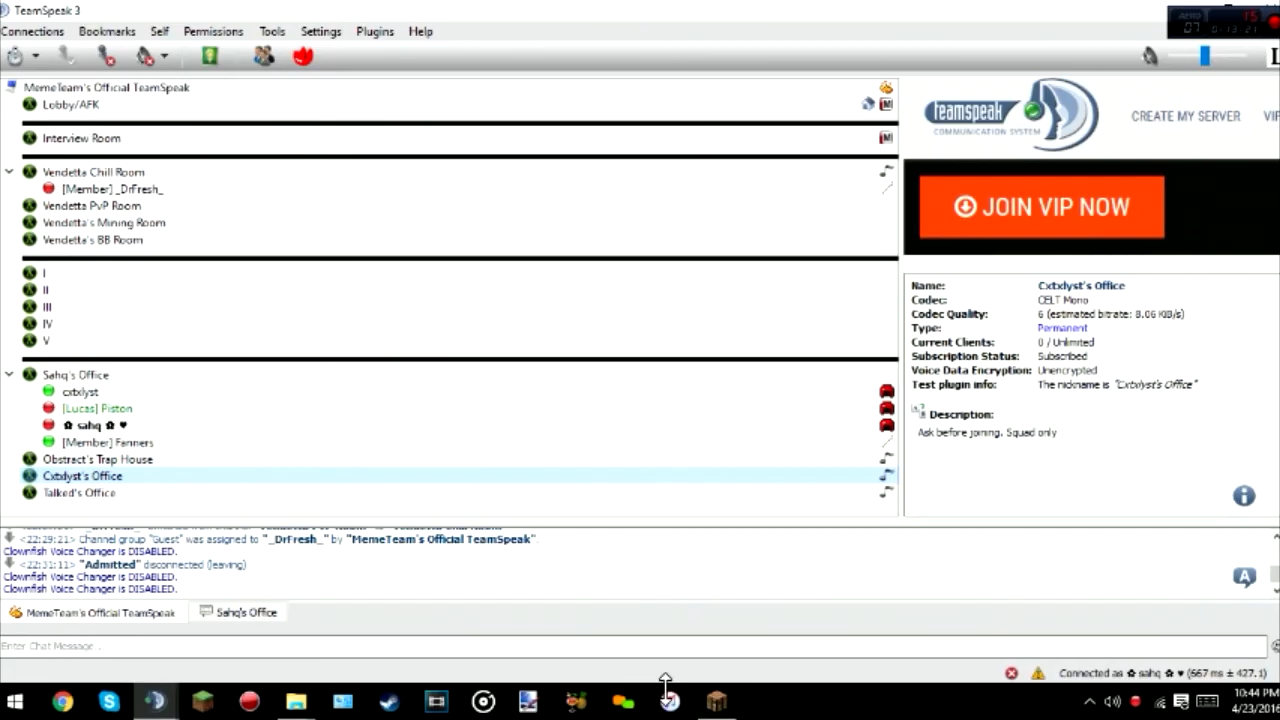 TeamSpeak 3
Connections Bookmarks Self Permissions Tools Settings Plugins Help
MemeTeam's Official TeamSpeak
Lobby/AFK
Interview Room
Vendetta Chill Room
[Member] _DrFresh_
Vendetta PvP Room
Vendetta's Mining Room
Vendetta's BB Room
I
II
III
IV
V
Sahq's Office
cxtxlyst
[Lucas] Piston
✿ sahq ✿ ♥
[Member] Fanners
Obstract's Trap House
Cxtxlyst's Office
Talked's Office
teamspeak
COMMUNICATION SYSTEM
CREATE MY SERVER
JOIN VIP NOW
Name: Cxtxlyst's Office
Codec: CELT Mono
Codec Quality: 6 (estimated bitrate: 8.06 KiB/s)
Type: Permanent
Current Clients: 0 / Unlimited
Subscription Status: Subscribed
Voice Data Encryption: Unencrypted
Test plugin info: The nickname is "Cxtxlyst's Office"
Description:
Ask before joining. Squad only
<22:29:21> Channel group "Guest" was assigned to "_DrFresh_" by "MemeTeam's Official TeamSpeak"
Clownfish Voice Changer is DISABLED.
<22:31:11> "Admitted" disconnected (leaving)
Clownfish Voice Changer is DISABLED.
Clownfish Voice Changer is DISABLED.
MemeTeam's Official TeamSpeak Sahq's Office
Enter Chat Message...
Connected as ✿ sahq ✿ ♥ (667 ms ± 427.1)
10:44 PM
4/23/2016